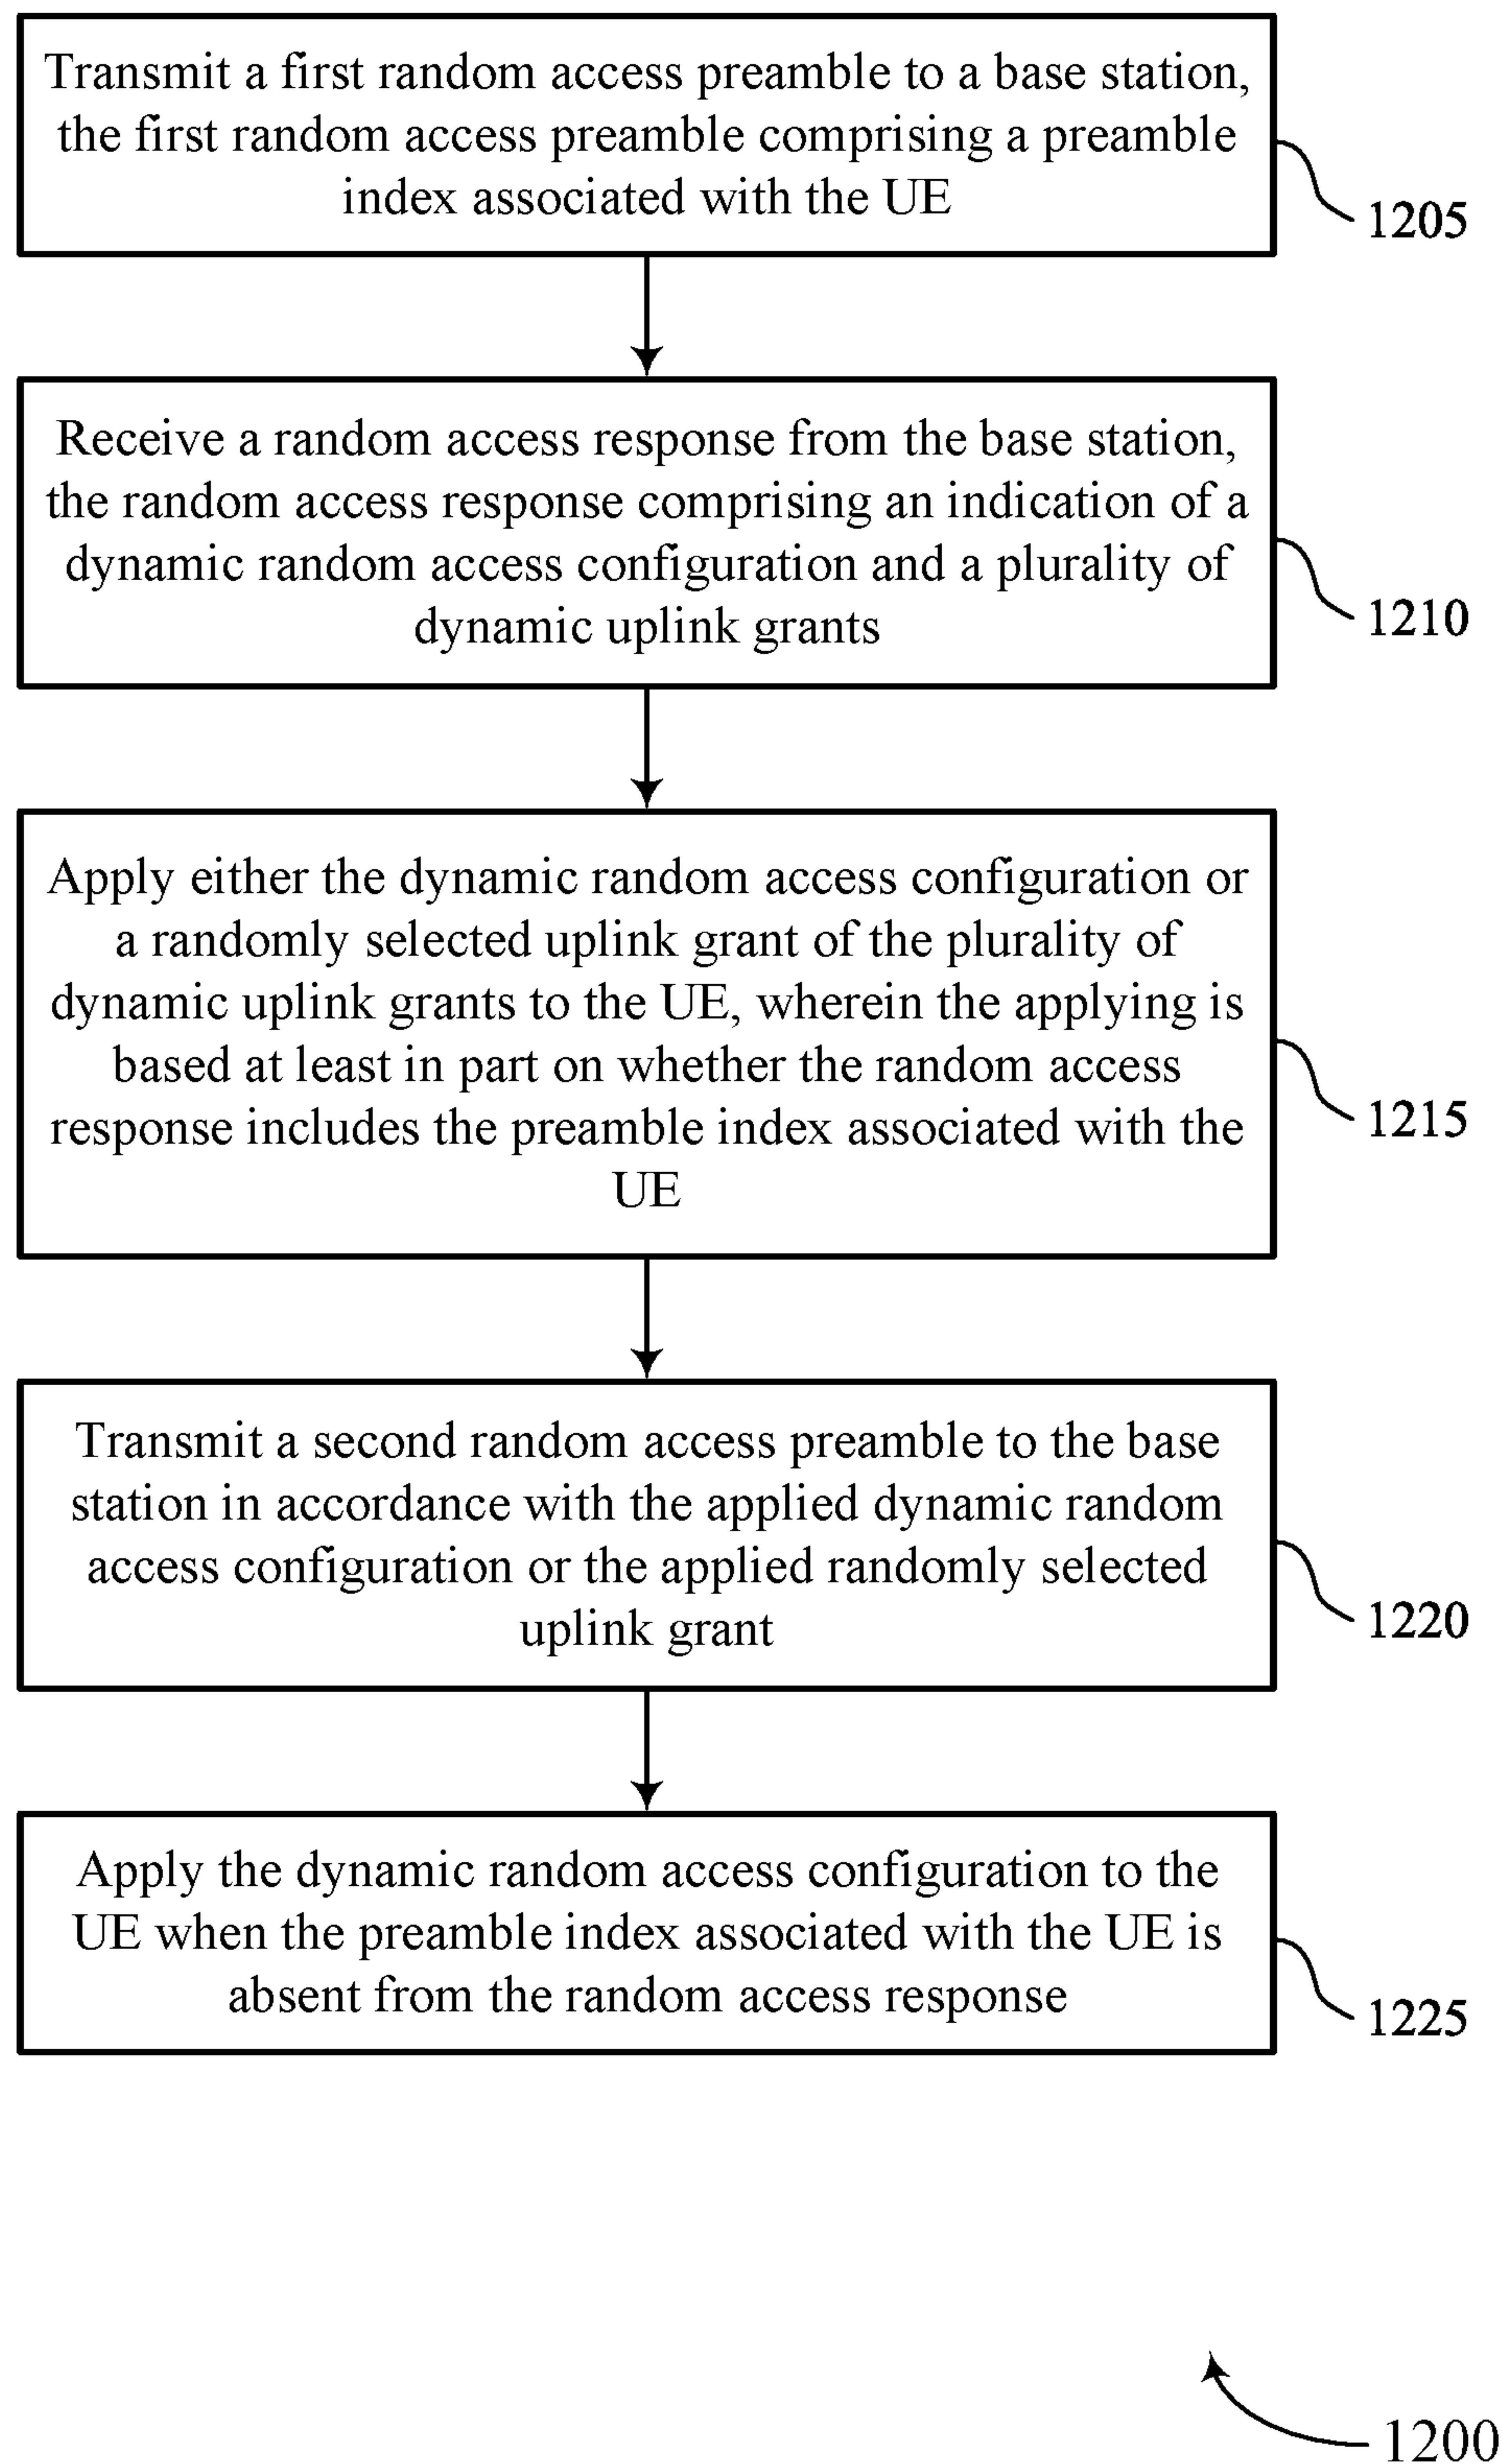 Transmit a first random access preamble to a base station,
the first random access preamble comprising a preamble
index associated with the UE
1205
Receive a random access response from the base station,
the random access response comprising an indication of a
dynamic random access configuration and a plurality of
dynamic uplink grants
1210
Apply either the dynamic random access configuration or
a randomly selected uplink grant of the plurality of
dynamic uplink grants to the UE, wherein the applying is
based at least in part on whether the random access
response includes the preamble index associated with the
UE
1215
Transmit a second random access preamble to the base
station in accordance with the applied dynamic random
access configuration or the applied randomly selected
uplink grant
1220
Apply the dynamic random access configuration to the
UE when the preamble index associated with the UE is
absent from the random access response
1225
1200